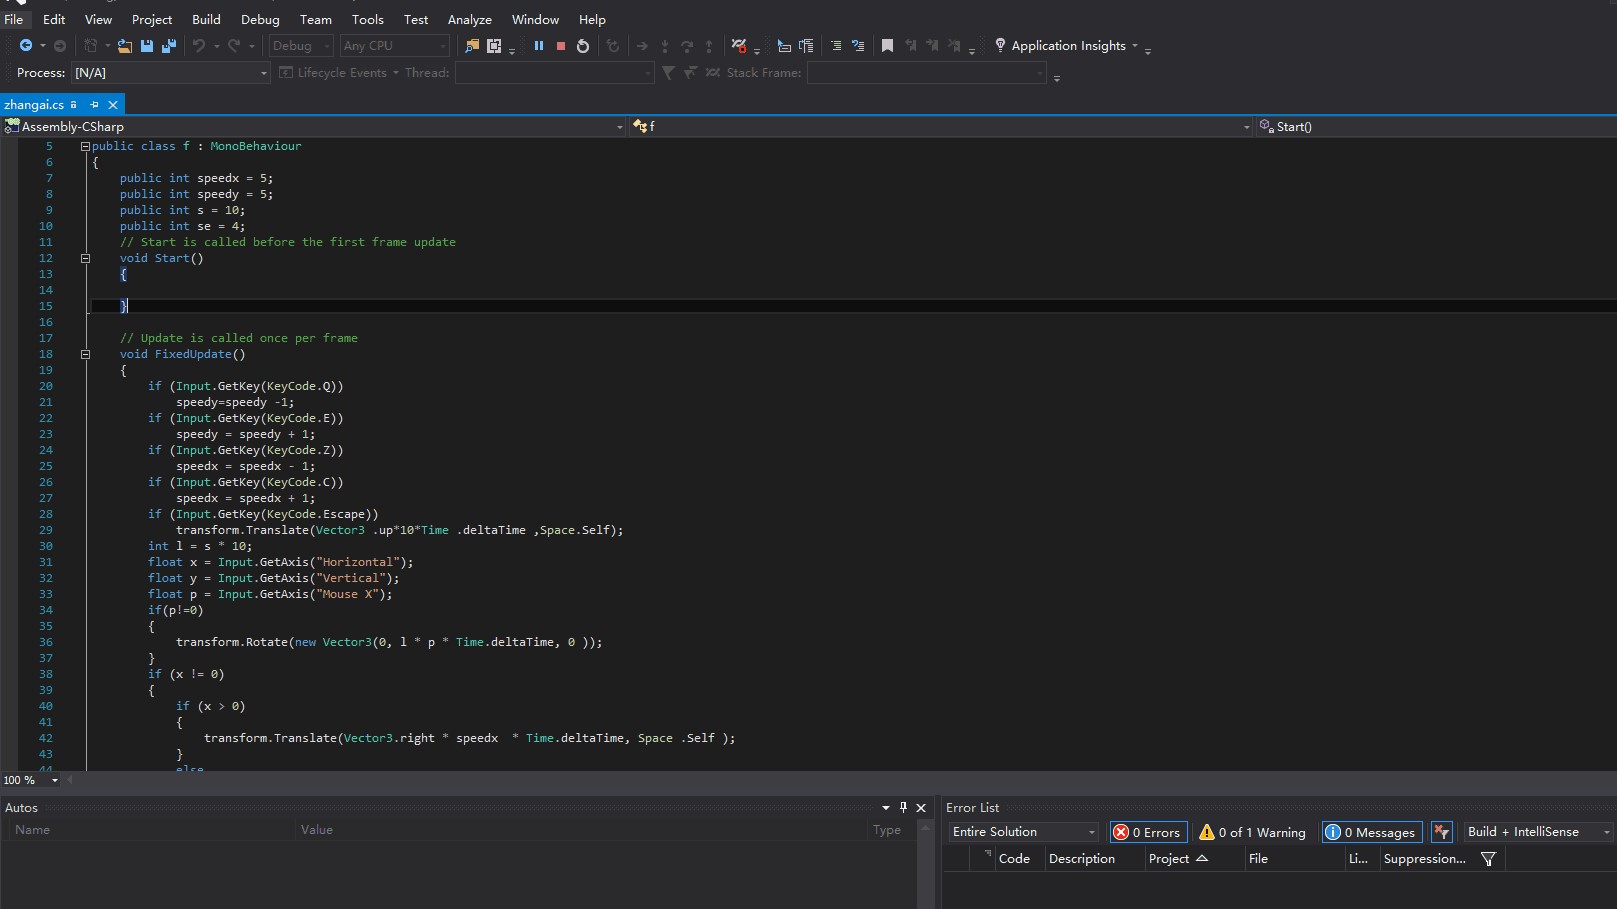 File Edit View Project Build Debug Team Tools Test Analyze Window Help
Debug Any CPU Application Insights
Process: [N/A] Lifecycle Events Thread: Stack Frame:
zhangai.cs
Assembly-CSharp f Start()
5 public class f : MonoBehaviour
6 {
7 public int speedx = 5;
8 public int speedy = 5;
9 public int s = 10;
10 public int se = 4;
11 // Start is called before the first frame update
12 void Start()
13 {
14
15 }
16
17 // Update is called once per frame
18 void FixedUpdate()
19 {
20 if (Input.GetKey(KeyCode.Q))
21 speedy=speedy -1;
22 if (Input.GetKey(KeyCode.E))
23 speedy = speedy + 1;
24 if (Input.GetKey(KeyCode.Z))
25 speedx = speedx - 1;
26 if (Input.GetKey(KeyCode.C))
27 speedx = speedx + 1;
28 if (Input.GetKey(KeyCode.Escape))
29 transform.Translate(Vector3 .up*10*Time .deltaTime ,Space.Self);
30 int l = s * 10;
31 float x = Input.GetAxis("Horizontal");
32 float y = Input.GetAxis("Vertical");
33 float p = Input.GetAxis("Mouse X");
34 if(p!=0)
35 {
36 transform.Rotate(new Vector3(0, l * p * Time.deltaTime, 0 ));
37 }
38 if (x != 0)
39 {
40 if (x > 0)
41 {
42 transform.Translate(Vector3.right * speedx  * Time.deltaTime, Space .Self );
43 }
44 else
100 %
Autos
Name Value Type
Error List
Entire Solution 0 Errors 0 of 1 Warning 0 Messages Build + IntelliSense
Code Description Project File Li... Suppression...